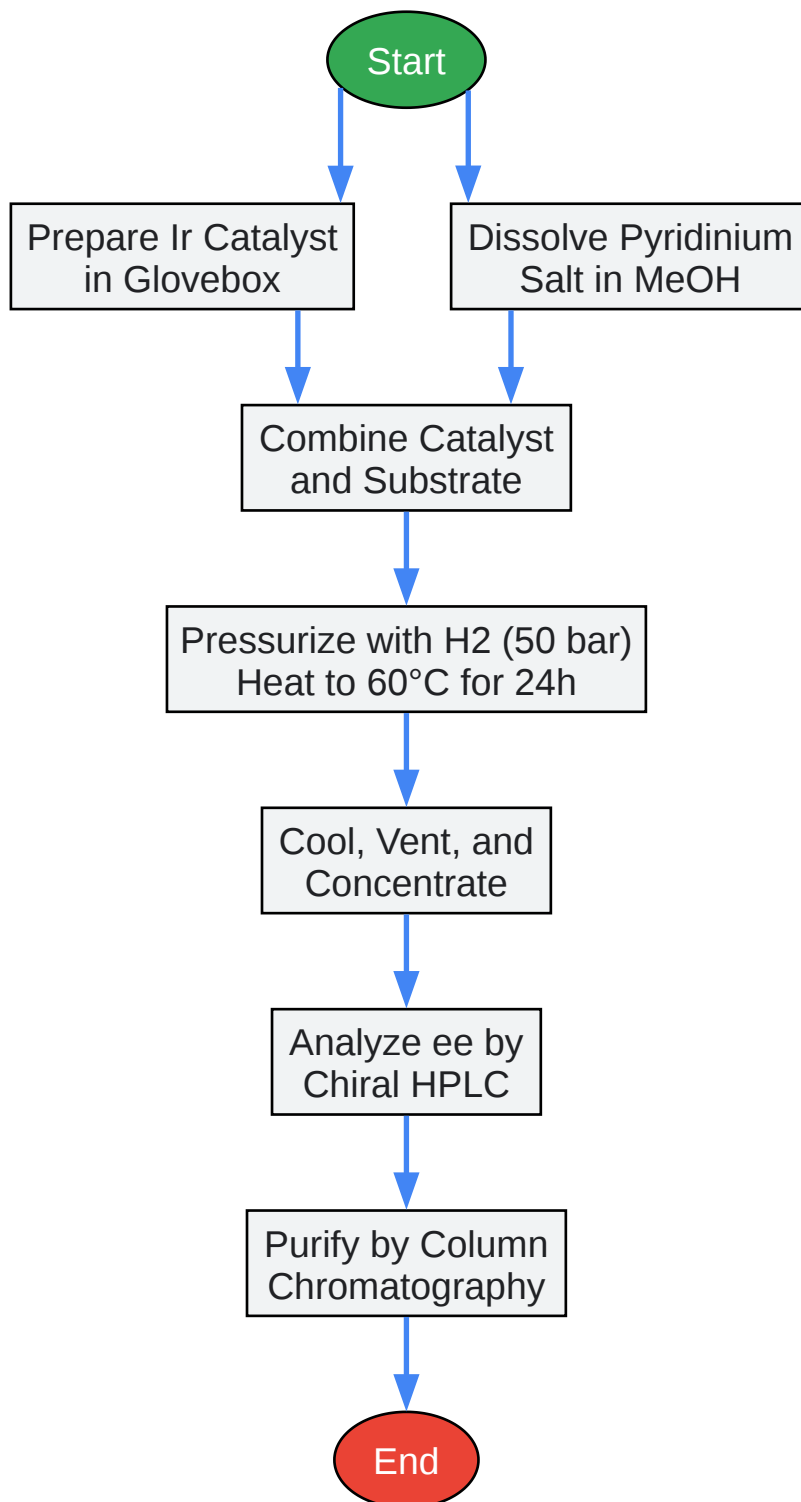 Start
Prepare Ir Catalyst
in Glovebox
Dissolve Pyridinium
Salt in MeOH
Combine Catalyst
and Substrate
Pressurize with H2 (50 bar)
Heat to 60°C for 24h
Cool, Vent, and
Concentrate
Analyze ee by
Chiral HPLC
Purify by Column
Chromatography
End